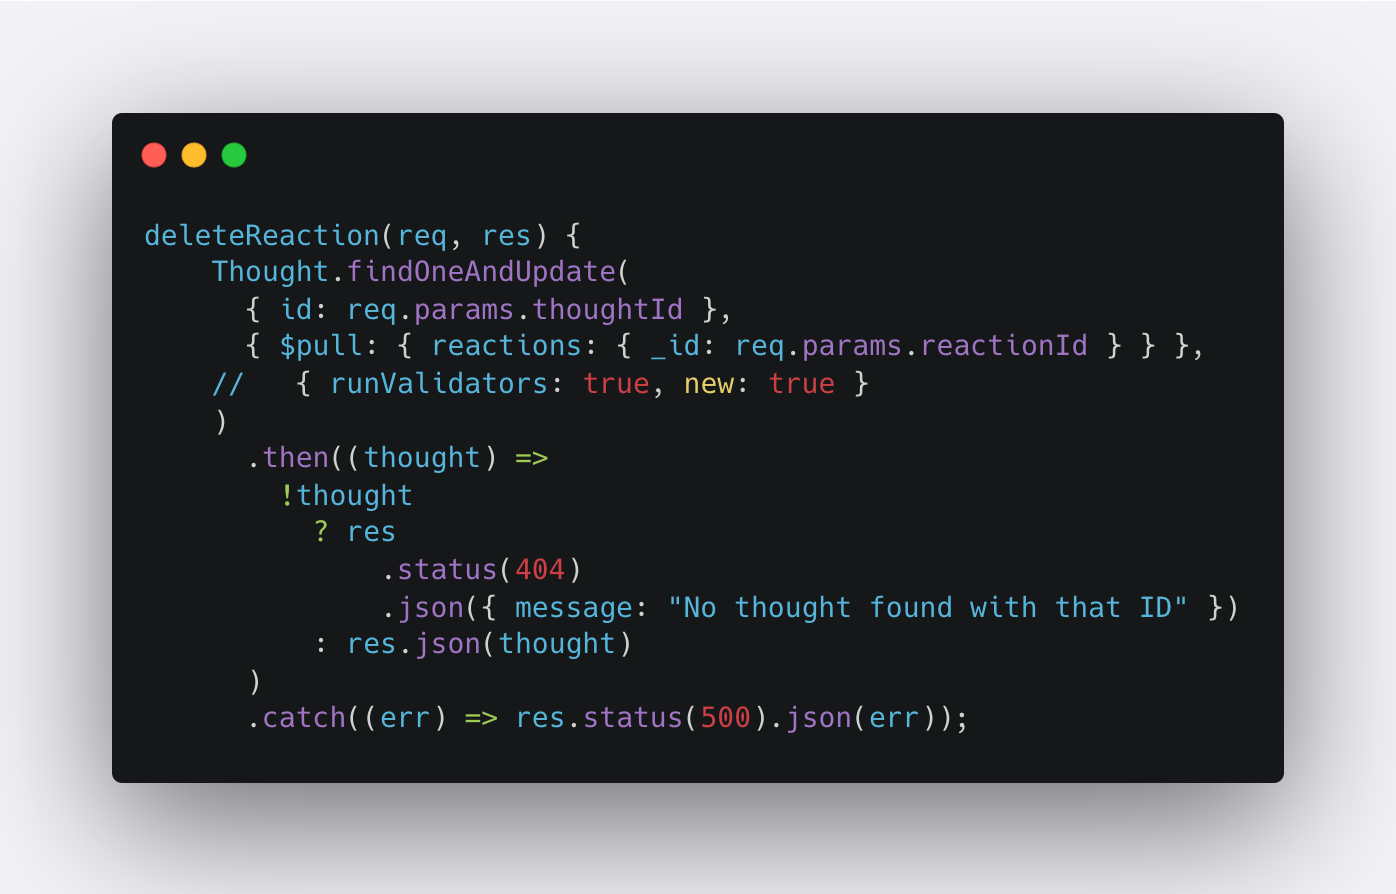 deleteReaction(req, res) {
    Thought.findOneAndUpdate(
      { id: req.params.thoughtId },
      { $pull: { reactions: { _id: req.params.reactionId } } },
    //   { runValidators: true, new: true }
    )
      .then((thought) =>
        !thought
          ? res
              .status(404)
              .json({ message: "No thought found with that ID" })
          : res.json(thought)
      )
      .catch((err) => res.status(500).json(err));